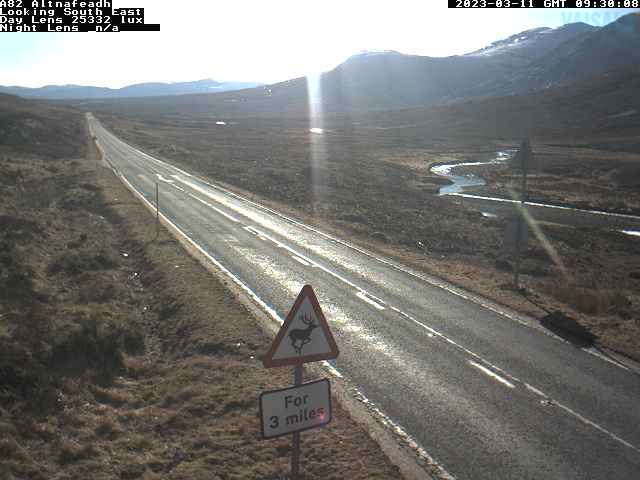 A82 Altnafeadh
Looking South East
Day Lens 25332 lux
Night Lens n/a
2023-03-11 GMT 09:30:08
VAISALA
For
3 miles